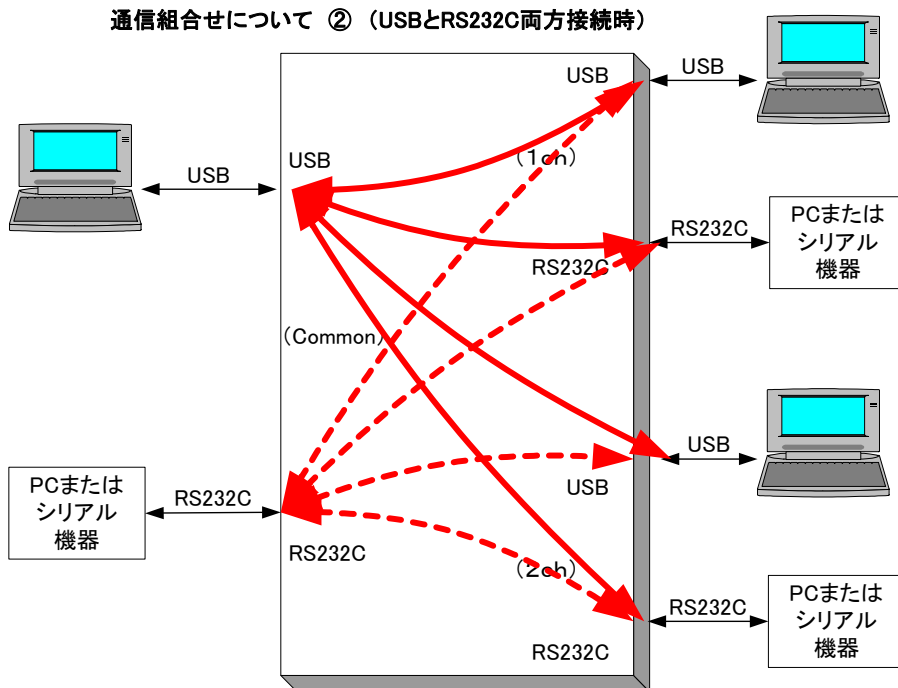 通信組合せについて ② (USBとRS232C両方接続時)
USB
USB
(1ch)
USB
USB
RS232C
RS232C
PCまたは
シリアル
機器
(Common)
USB
USB
PCまたは
シリアル
機器
RS232C
RS232C
(2ch)
RS232C
RS232C
PCまたは
シリアル
機器